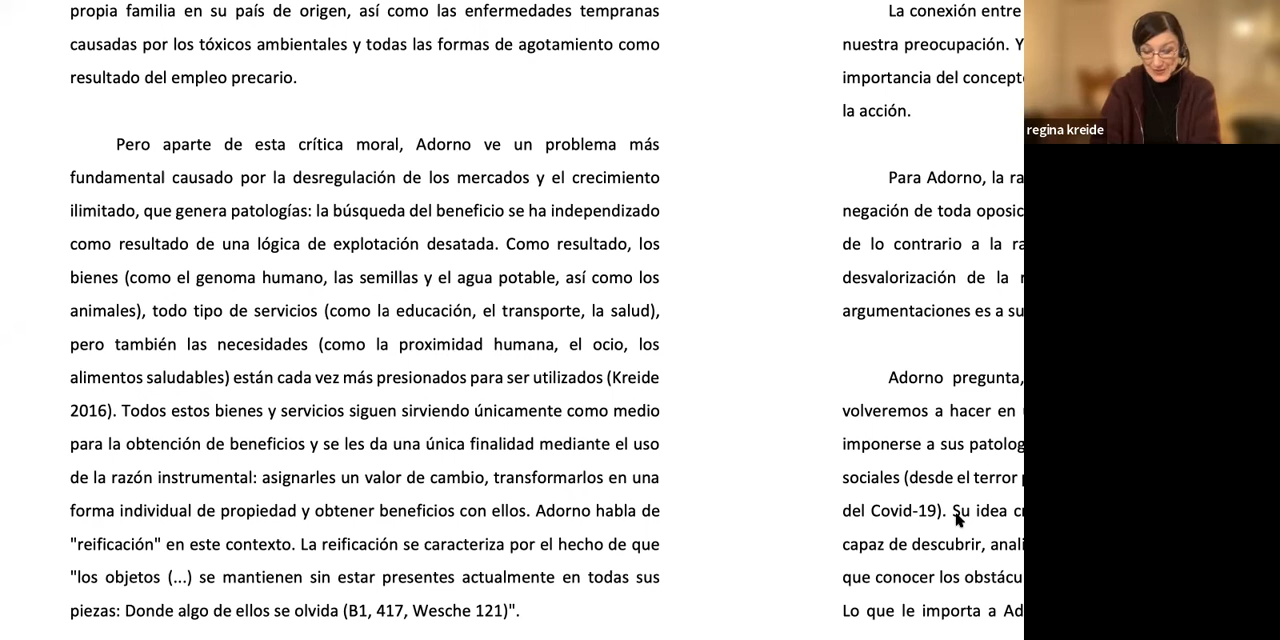 propia familia en su país de origen, así como las enfermedades tempranas
causadas por los tóxicos ambientales y todas las formas de agotamiento como
resultado del empleo precario.
Pero aparte de esta crítica moral, Adorno ve un problema más
fundamental causado por la desregulación de los mercados y el crecimiento
ilimitado, que genera patologías: la búsqueda del beneficio se ha independizado
como resultado de una lógica de explotación desatada. Como resultado, los
bienes (como el genoma humano, las semillas y el agua potable, así como los
animales), todo tipo de servicios (como la educación, el transporte, la salud),
pero también las necesidades (como la proximidad humana, el ocio, los
alimentos saludables) están cada vez más presionados para ser utilizados (Kreide
2016). Todos estos bienes y servicios siguen sirviendo únicamente como medio
para la obtención de beneficios y se les da una única finalidad mediante el uso
de la razón instrumental: asignarles un valor de cambio, transformarlos en una
forma individual de propiedad y obtener beneficios con ellos. Adorno habla de
"reificación" en este contexto. La reificación se caracteriza por el hecho de que
"los objetos (...) se mantienen sin estar presentes actualmente en todas sus
piezas: Donde algo de ellos se olvida (B1, 417, Wesche 121)".
La conexión entre
nuestra preocupación. Y
importancia del concept
la acción.
Para Adorno, la ra
negación de toda oposic
de lo contrario a la ra
desvalorización de la
argumentaciones es a su
Adorno pregunta,
volveremos a hacer en
imponerse a sus patolog
sociales (desde el terror
del Covid-19). Su idea
capaz de descubrir, anali
que conocer los obstácu
Lo que le importa a Ad
regina kreide